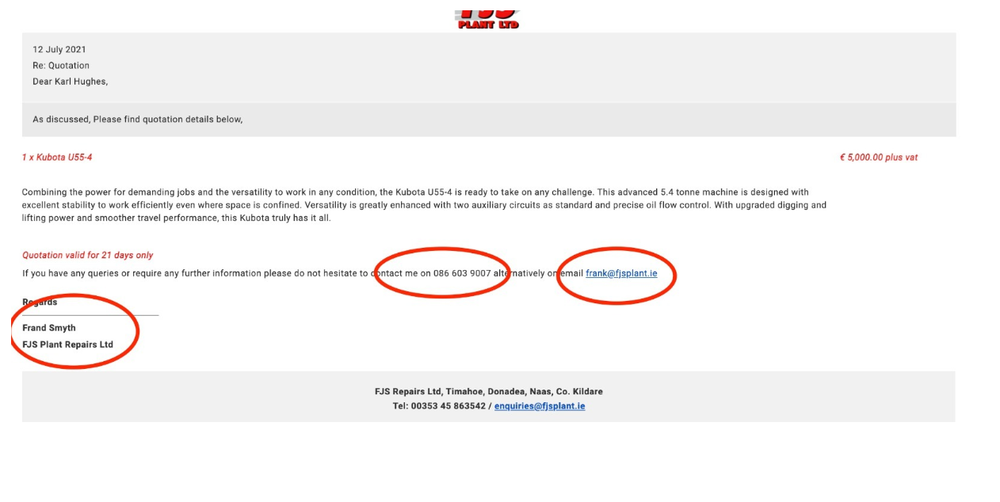 FJS
PLANT LTD
12 July 2021
Re: Quotation
Dear Karl Hughes,
As discussed, Please find quotation details below,
1 x Kubota U55-4 € 5,000.00 plus vat
Combining the power for demanding jobs and the versatility to work in any condition, the Kubota U55-4 is ready to take on any challenge. This advanced 5.4 tonne machine is designed with
excellent stability to work efficiently even where space is confined. Versatility is greatly enhanced with two auxiliary circuits as standard and precise oil flow control. With upgraded digging and
lifting power and smoother travel performance, this Kubota truly has it all.
Quotation valid for 21 days only
If you have any queries or require any further information please do not hesitate to contact me on 086 603 9007 alternatively on email frank@fjsplant.ie
Regards
Frand Smyth
FJS Plant Repairs Ltd
FJS Repairs Ltd, Timahoe, Donadea, Naas, Co. Kildare
Tel: 00353 45 863542 / enquiries@fjsplant.ie